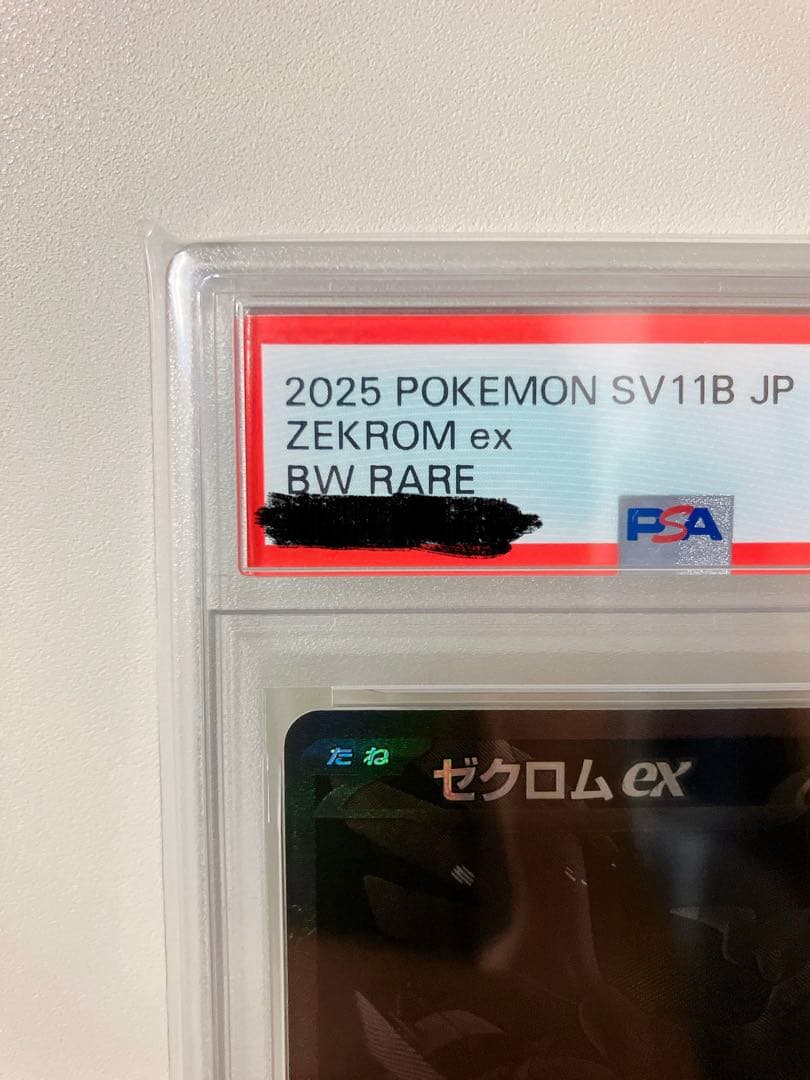 2025 POKEMON SV11B JP
ZEKROM ex
BW RARE
PSA
たね
ゼクロムex